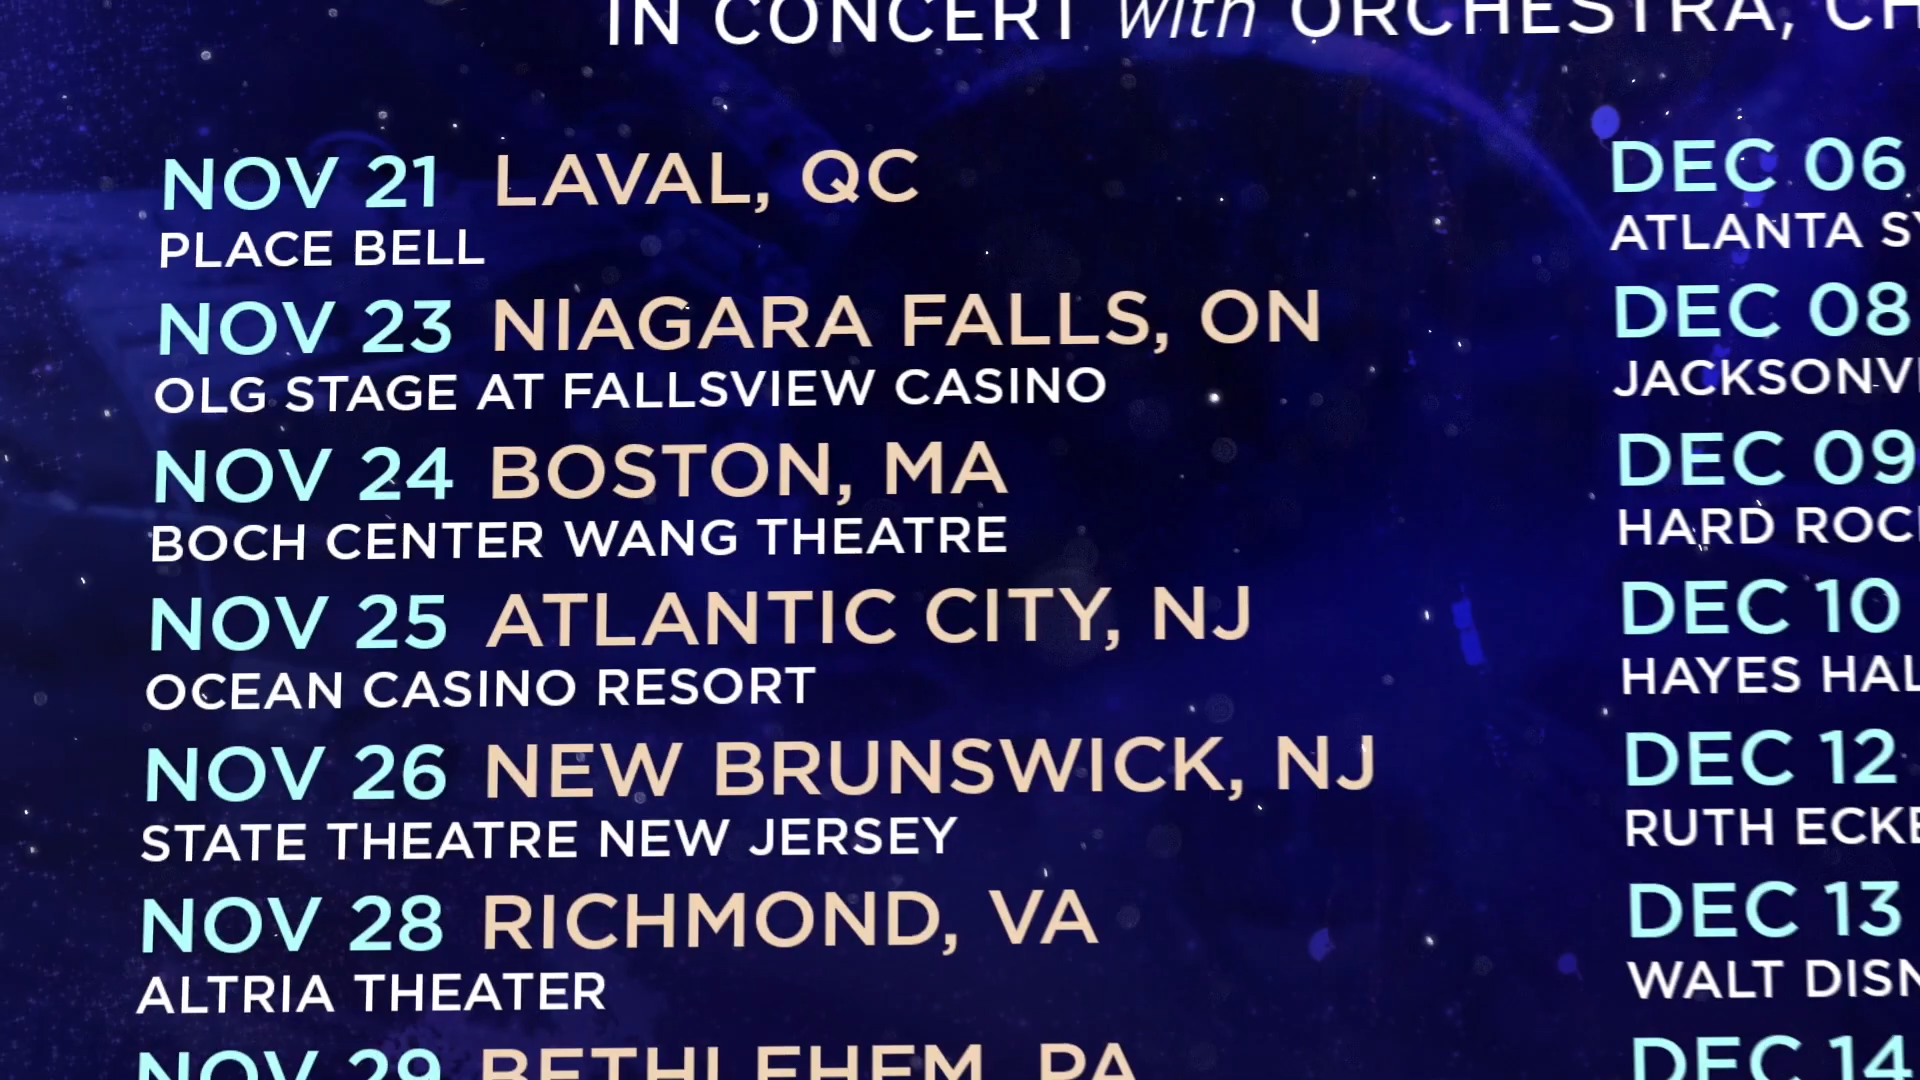 IN CONCERT with ORCHESTRA,
NOV 21 LAVAL, QC
PLACE BELL
NOV 23 NIAGARA FALLS, ON
OLG STAGE AT FALLSVIEW CASINO
NOV 24 BOSTON, MA
BOCH CENTER WANG THEATRE
NOV 25 ATLANTIC CITY, NJ
OCEAN CASINO RESORT
NOV 26 NEW BRUNSWICK, NJ
STATE THEATRE NEW JERSEY
NOV 28 RICHMOND, VA
ALTRIA THEATER
NOV 29 BETHLEHEM, PA
DEC 06
ATLANTA
DEC 08
DEC 09
HARD
DEC 10
HAYES
DEC 12
RUTH
DEC 13
WALT
DEC 14